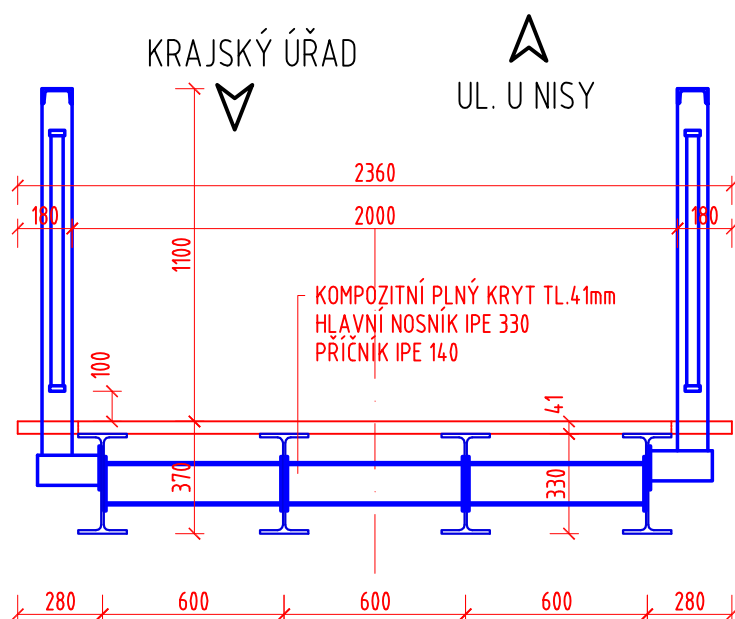 KRAJSKÝ ÚŘAD
UL. U NISY
2360
180
2000
180
1100
KOMPOZITNÍ PLNÝ KRYT TL.41mm
HLAVNÍ NOSNÍK IPE 330
PŘÍČNÍK IPE 140
100
41
370
330
280
600
600
600
280